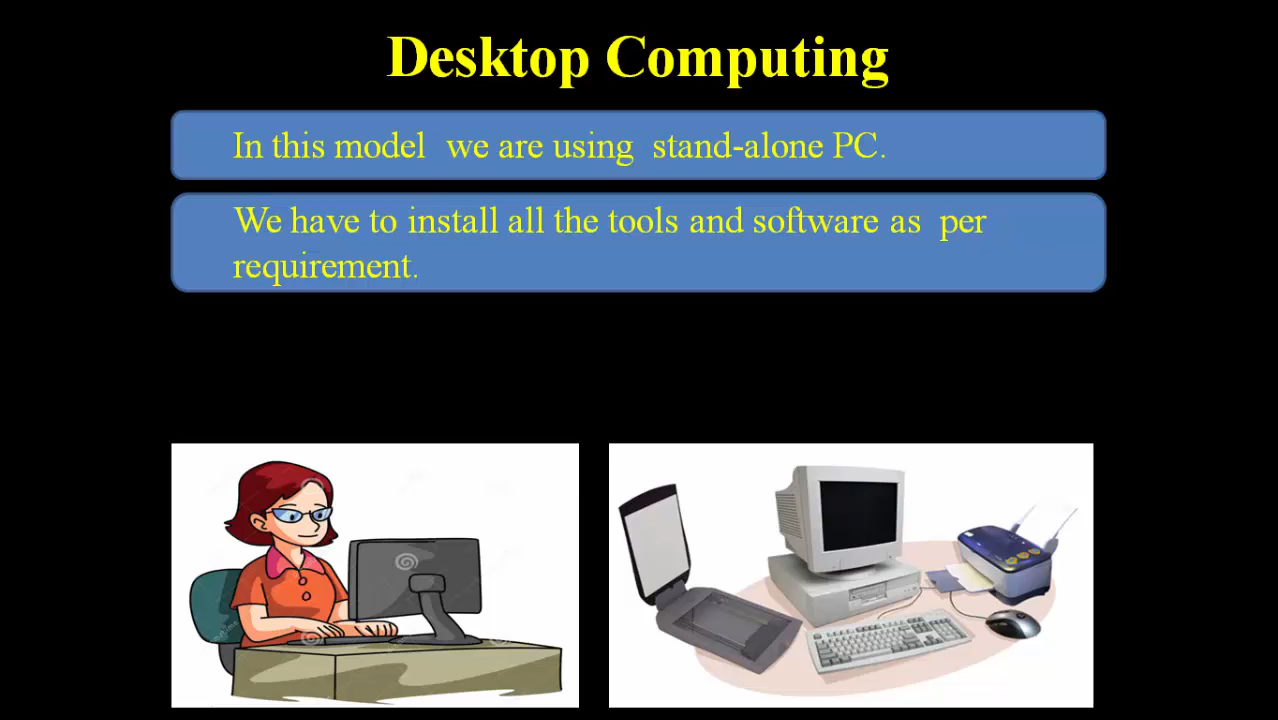 Desktop Computing
In this model we are using stand-alone PC.
We have to install all the tools and software as per
requirement.